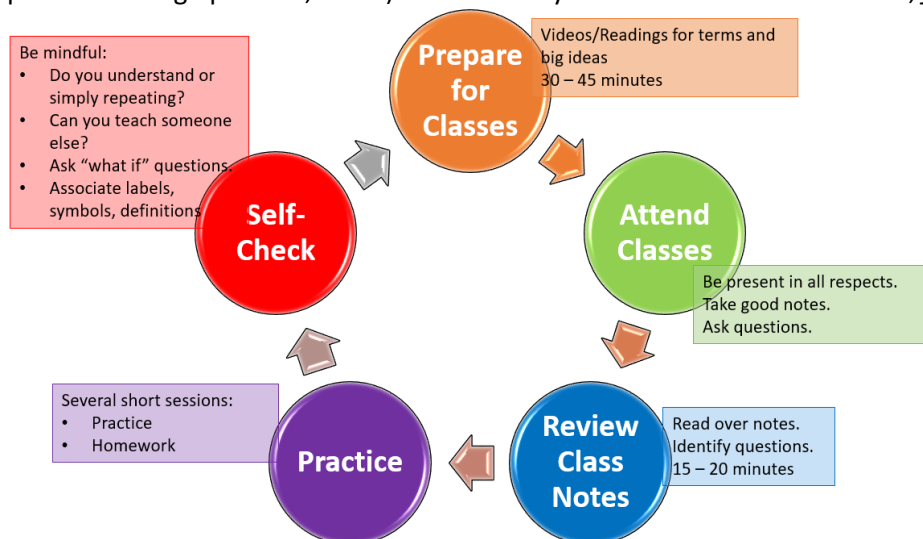 Prepare
for
Classes
Videos/Readings for terms and
big ideas
30 – 45 minutes
Attend
Classes
Be present in all respects.
Take good notes.
Ask questions.
Review
Class
Notes
Read over notes.
Identify questions.
15 – 20 minutes
Practice
Several short sessions:
• Practice
• Homework
Self-
Check
Be mindful:
• Do you understand or
simply repeating?
• Can you teach someone
else?
• Ask “what if” questions.
• Associate labels,
symbols, definitions